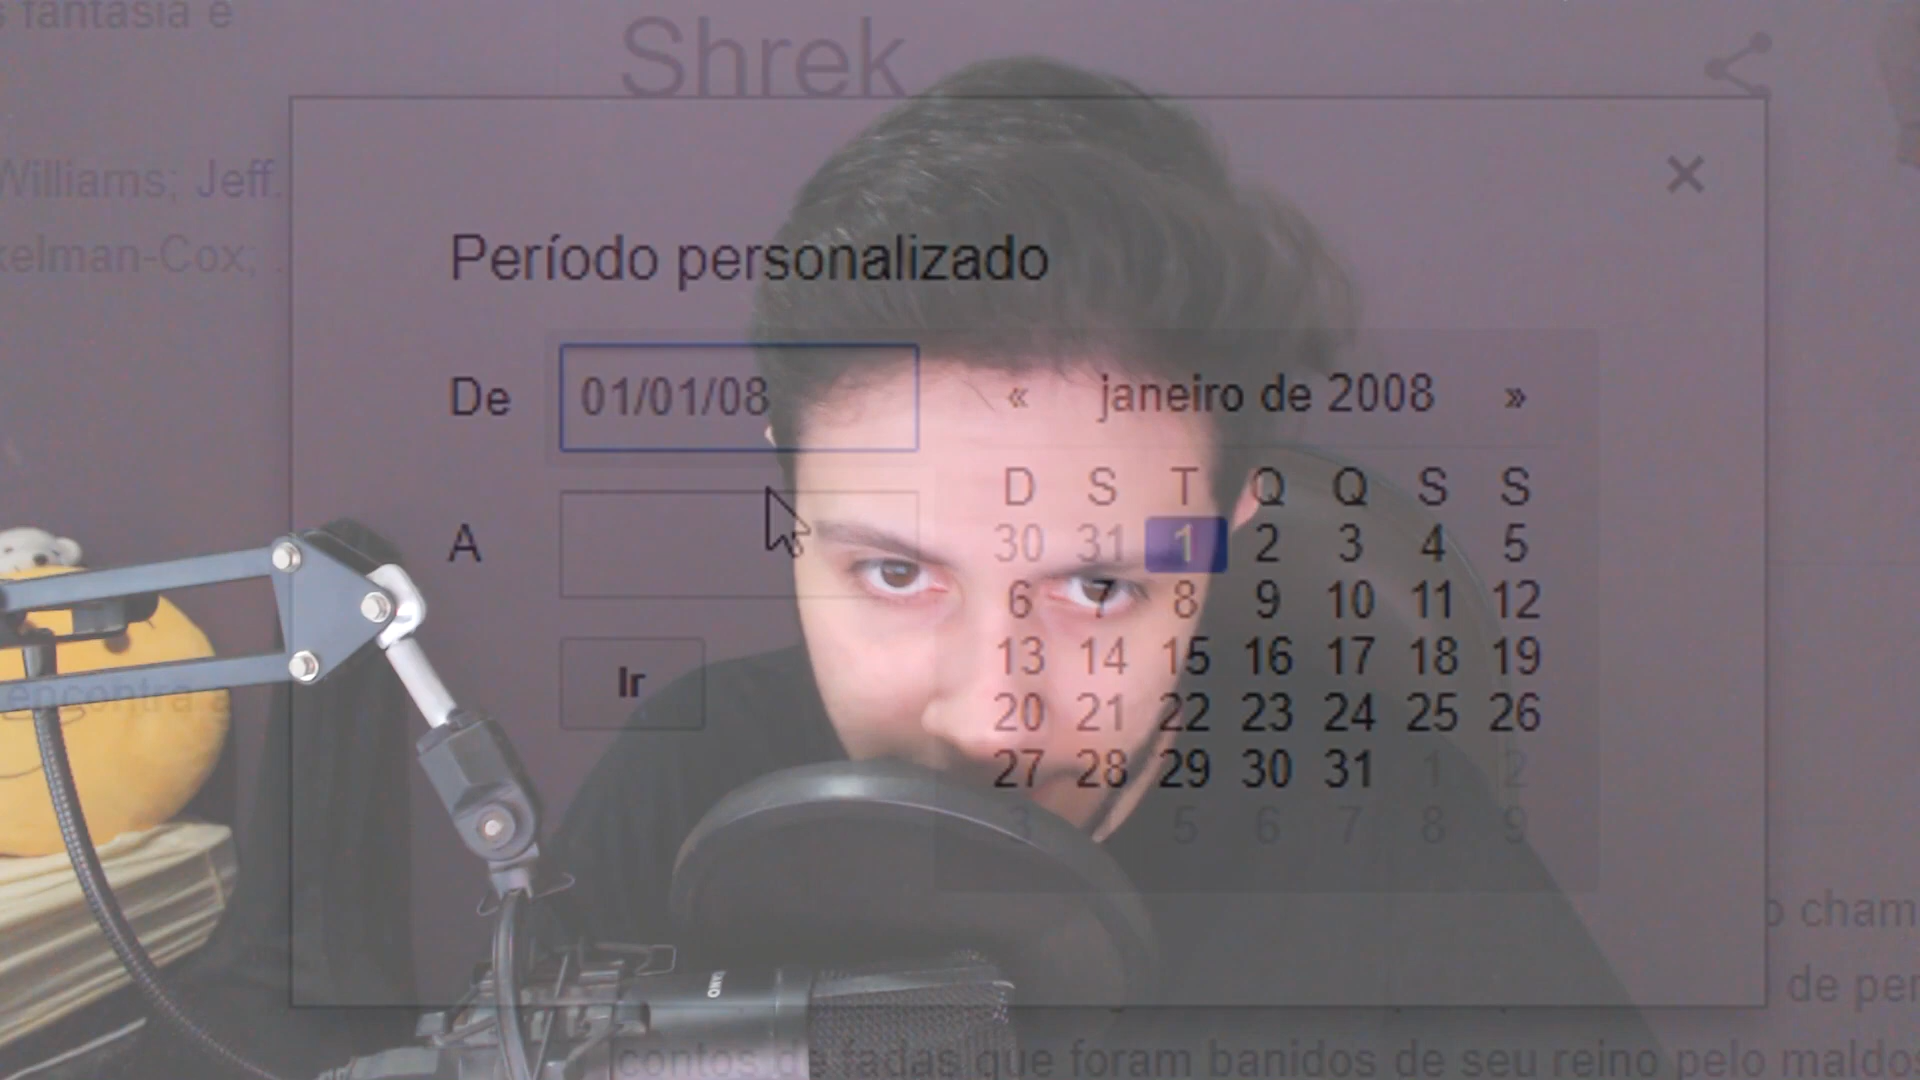 fantasia e
Shrek
Williams; Jeff.
kelman-Cox; .
Período personalizado
De 01/01/08
« janeiro de 2008 »
D S T Q Q S S
30 31 1 2 3 4 5
A
6 7 8 9 10 11 12
13 14 15 16 17 18 19
Ir
20 21 22 23 24 25 26
27 28 29 30 31 1 2
3 5 6 7 8 9
encontra a
o cham
de per
contos de fadas que foram banidos de seu reino pelo maldos